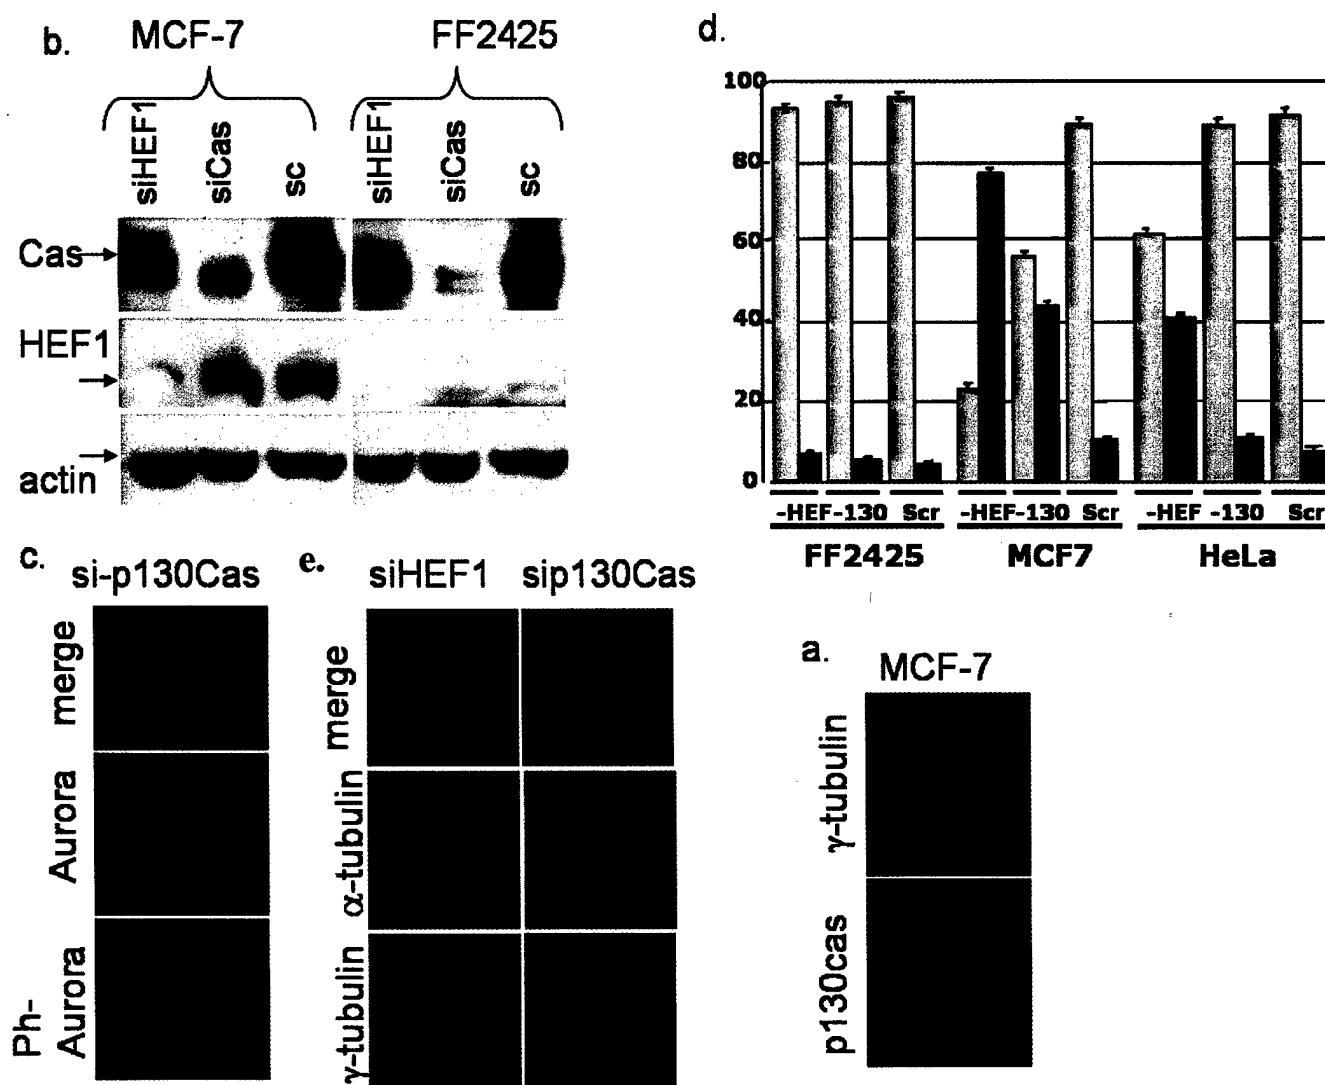 b.
MCF-7
FF2425
siHEF1
siCas
sc
siHEF1
siCas
sc
Cas
HEF1
actin
d.
100
80
60
40
20
0
-HEF -130 Scr
-HEF -130 Scr
-HEF -130 Scr
FF2425
MCF7
HeLa
c.
si-p130Cas
merge
Aurora
Ph-
Aurora
e.
siHEF1
sip130Cas
merge
α-tubulin
γ-tubulin
a.
MCF-7
γ-tubulin
p130cas